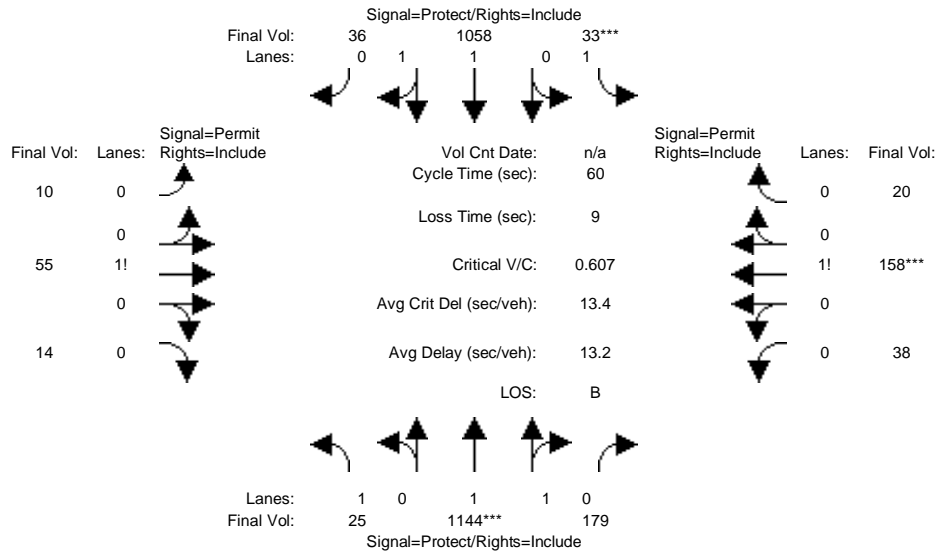 Signal=Protect/Rights=Include
Final Vol: 36 1058 33***
Lanes: 0 1 1 0 1
Signal=Permit
Final Vol: Lanes: Rights=Include
Vol Cnt Date: n/a
Signal=Permit
Rights=Include Lanes: Final Vol:
Cycle Time (sec): 60
10 0
0 20
Loss Time (sec): 9
0
0
55 1!
Critical V/C: 0.607
1! 158***
0
Avg Crit Del (sec/veh): 13.4
0
14 0
Avg Delay (sec/veh): 13.2
0 38
LOS: B
Lanes: 1 0 1 1 0
Final Vol: 25 1144*** 179
Signal=Protect/Rights=Include